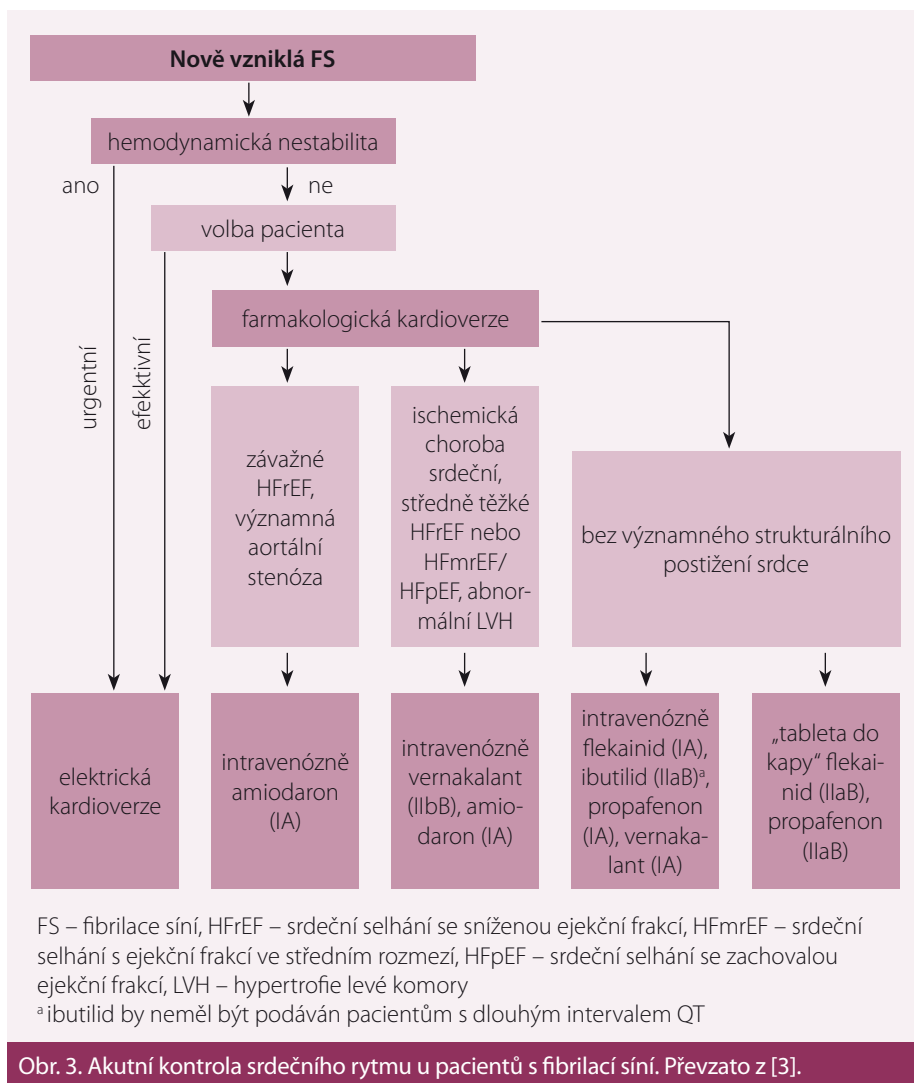 Nově vzniklá FS
hemodynamická nestabilita
ano
ne
volba pacienta
farmakologická kardioverze
urgentní
efekktivní
závažné
HFrEF,
významná
aortální
stenóza
ischemická
choroba
srdeční,
středně těžké
HFrEF nebo
HFmrEF/
HFpEF, abnor-
mální LVH
bez významného strukturálního
postižení srdce
elektrická
kardioverze
intravenózně
amiodaron
(IA)
intravenózně
vernakalant
(IIbB), amio-
daron (IA)
intravenózně
flekainid (IA),
ibutilid (IIaB)ᵃ,
propafenon
(IA), vernaka-
lant (IA)
„tableta do
kapy“ flekai-
nid (IIaB),
propafenon
(IIaB)
FS – fibrilace síní, HFrEF – srdeční selhání se sníženou ejekční frakcí, HFmrEF – srdeční
selhání s ejekční frakcí ve středním rozmezí, HFpEF – srdeční selhání se zachovalou
ejekční frakcí, LVH – hypertrofie levé komory
ᵃ ibutilid by neměl být podáván pacientům s dlouhým intervalem QT
Obr. 3. Akutní kontrola srdečního rytmu u pacientů s fibrilací síní. Převzato z [3].